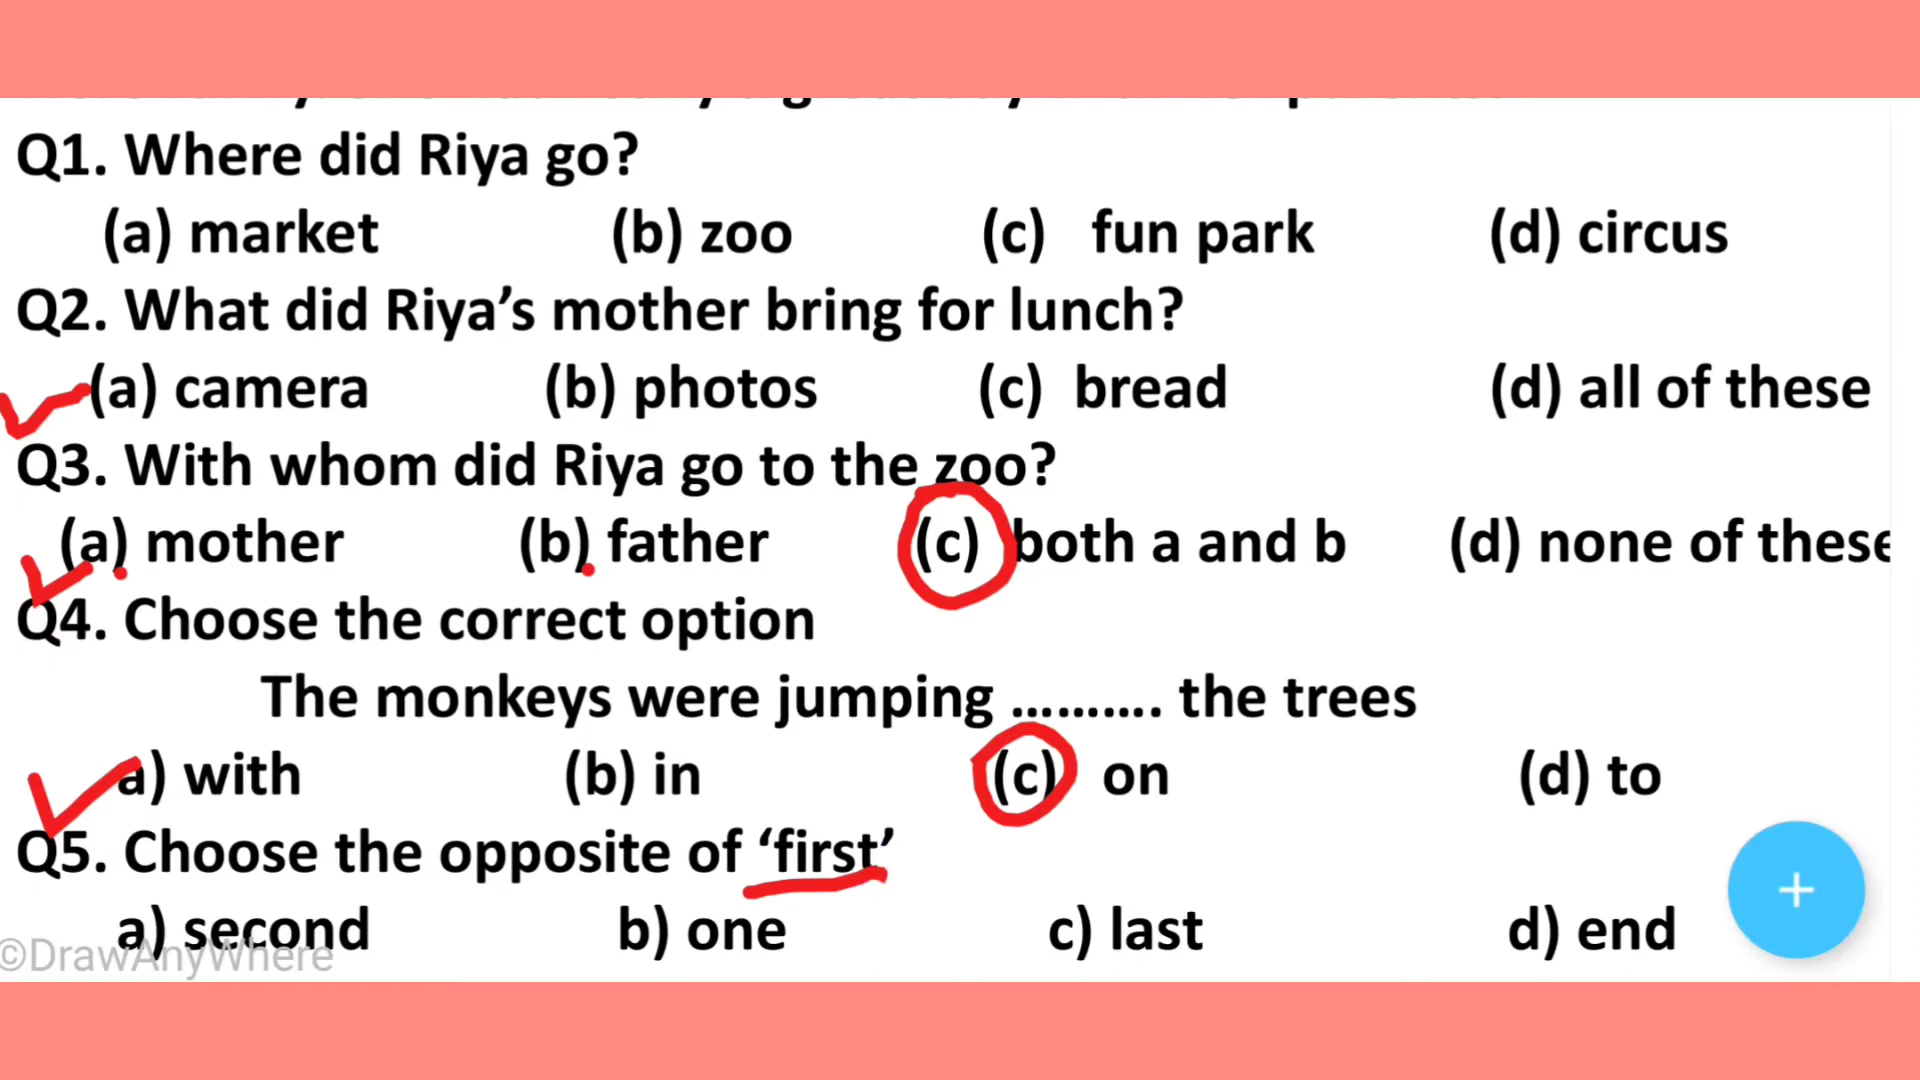 Q1. Where did Riya go?
(a) market (b) zoo (c) fun park (d) circus
Q2. What did Riya’s mother bring for lunch?
(a) camera (b) photos (c) bread (d) all of these
Q3. With whom did Riya go to the zoo?
(a) mother (b) father (c) both a and b (d) none of these
Q4. Choose the correct option
The monkeys were jumping ………. the trees
a) with (b) in (c) on (d) to
Q5. Choose the opposite of ‘first’
a) second b) one c) last d) end
©DrawAnyWhere
+